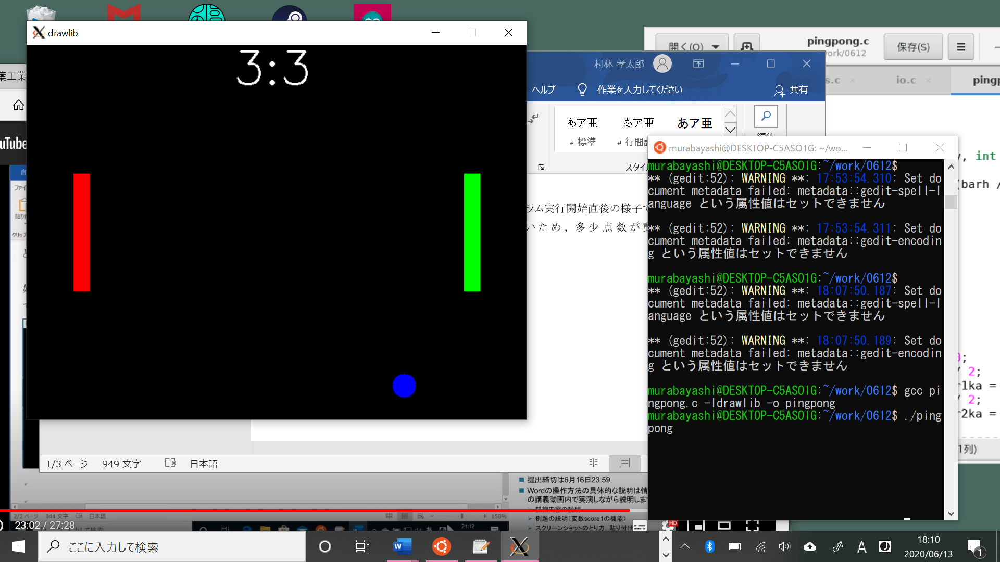 drawlib
3:3
開く(O)
pingpong.c
work/0612
保存(S)
村林 孝太郎
葉工業
s.c
io.c
pingp
ヘルプ
作業を入力してください
共有
あア亜
あア亜
あア亜
標準
行間詰
編集
スタイル
uTube
murabayashi@DESKTOP-C5ASO1G: ~/wo...
, int
(barh /
murabayashi@DESKTOP-C5ASO1G:~/work/0612$
** (gedit:52): WARNING **: 17:53:54.310: Set do
cument metadata failed: metadata::gedit-spell-l
anguage という属性値はセットできません
** (gedit:52): WARNING **: 17:53:54.311: Set do
cument metadata failed: metadata::gedit-encodin
g という属性値はセットできません
murabayashi@DESKTOP-C5ASO1G:~/work/0612$
** (gedit:52): WARNING **: 18:07:50.187: Set do
cument metadata failed: metadata::gedit-spell-l
anguage という属性値はセットできません
** (gedit:52): WARNING **: 18:07:50.189: Set do
cument metadata failed: metadata::gedit-encodin
g という属性値はセットできません
murabayashi@DESKTOP-C5ASO1G:~/work/0612$ gcc pi
ngpong.c -ldrawlib -o pingpong
murabayashi@DESKTOP-C5ASO1G:~/work/0612$ ./ping
pong
ラム実行開始直後の様子で
いため，多少点数が動
0;
/ 2;
r1ka =
/ 2;
r2ka =
1列)
ファイ
貼り付
クリップ
1/3 ページ
949 文字
日本語
提出締切は6月16日23:59
Wordの操作方法の具体的な説明は情
の講義動画内で実演しながら説明しま
詳細内容の説明
例題の説明(変数score1の機能)
スクリーンショットのとり方，貼り付け
2/2 ページ
844 文字
日本語
158%
23:02 / 27:28
HD
21:12
ここに入力して検索
A
18:10
2020/06/13
1